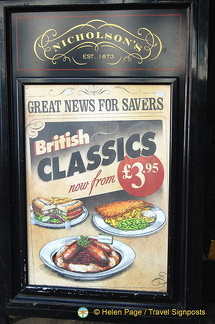 NICHOLSON'S
EST. 1873
GREAT NEWS FOR SAVERS
British
CLASSICS
now from
£3.95
© Helen Page / Travel Signposts